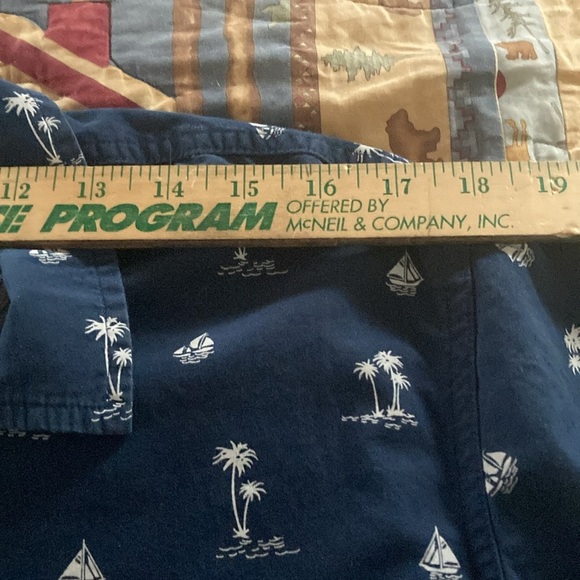 12 13 14 15 16 17 18 19
PROGRAM OFFERED BY
McNEIL & COMPANY, INC.